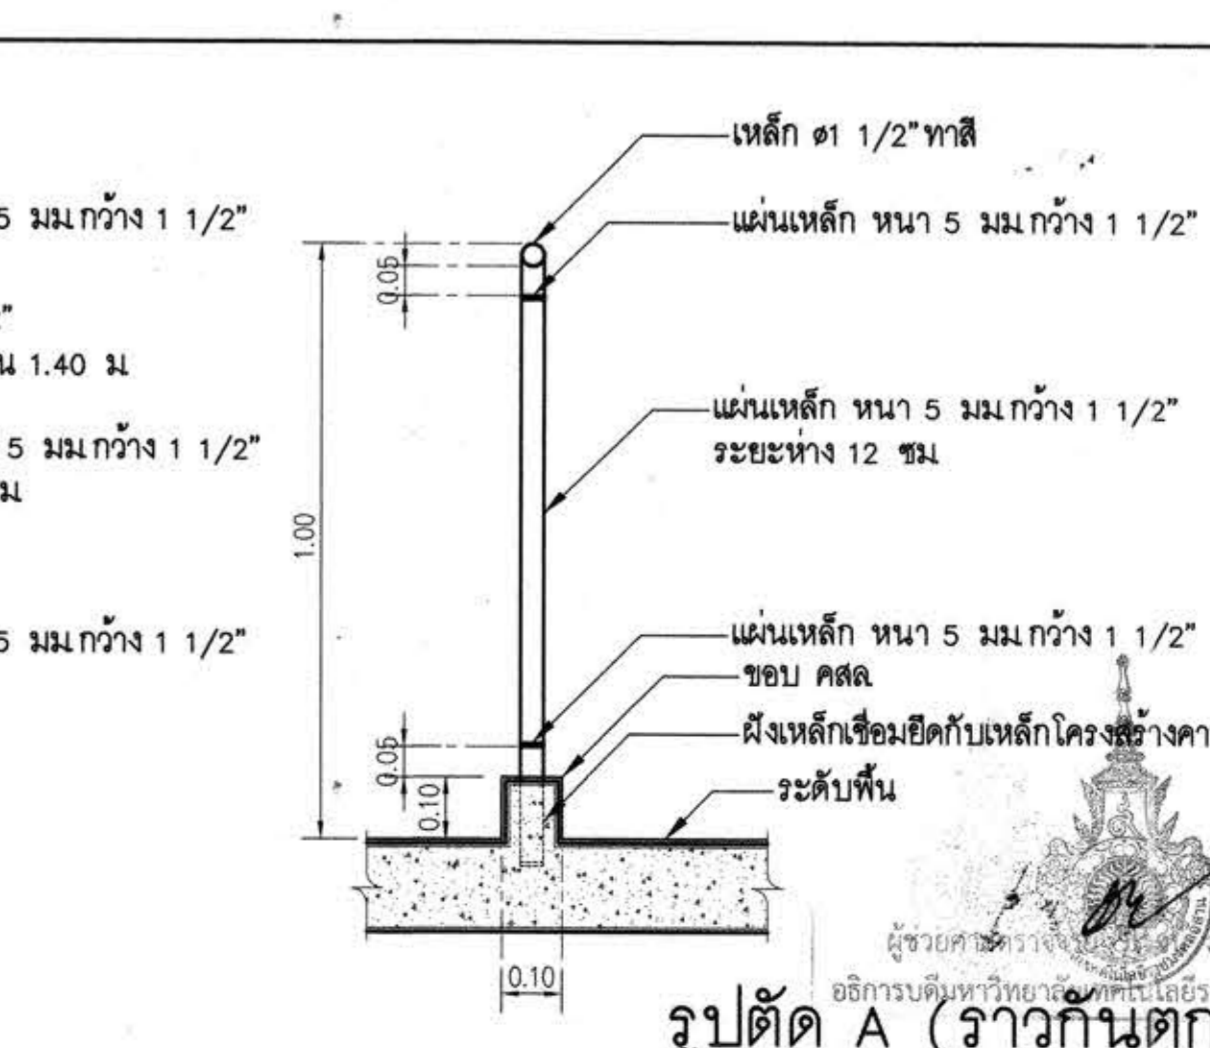 เหล็ก ø1 1/2" ทาสี
5 มม.กว้าง 1 1/2"
แผ่นเหล็ก หนา 5 มม.กว้าง 1 1/2"
0.05
น 1.40 ม.
แผ่นเหล็ก หนา 5 มม.กว้าง 1 1/2"
ระยะห่าง 12 ซม.
5 มม.กว้าง 1 1/2"
ม.
1.00
5 มม.กว้าง 1 1/2"
แผ่นเหล็ก หนา 5 มม.กว้าง 1 1/2"
ขอบ คสล.
ฝังเหล็กเชื่อมยึดกับเหล็กโครงสร้างคา
0.05
ระดับพื้น
0.10
0.10
ผู้ช่วยศาสตราจารย์
อธิการบดีมหาวิทยาลัยเทคโนโลยีร
รูปตัด A (ราวกันตก